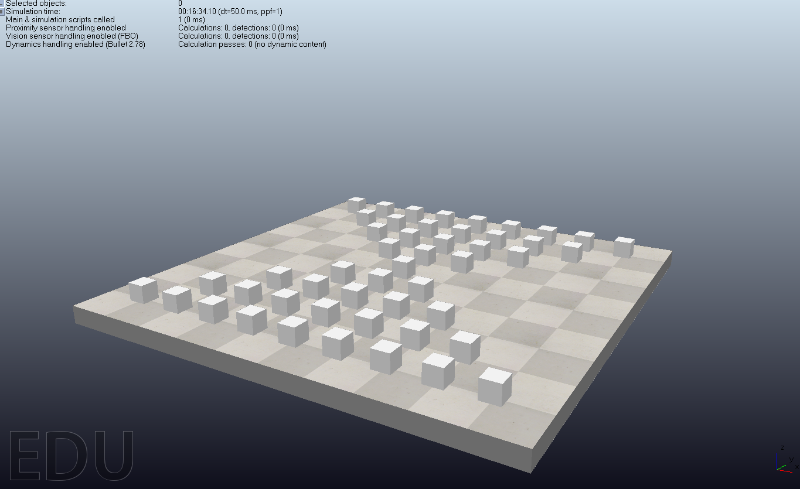 Selected objects: 0
Simulation time: 00:16:34.10 (dt=50.0 ms, ppf=1)
Main & simulation scripts called 1 (0 ms)
Proximity sensor handling enabled Calculations: 0, detections: 0 (0 ms)
Vision sensor handling enabled (FBO) Calculations: 0, detections: 0 (0 ms)
Dynamics handling enabled (Bullet 2.78) Calculation passes: 0 (no dynamic content)
EDU